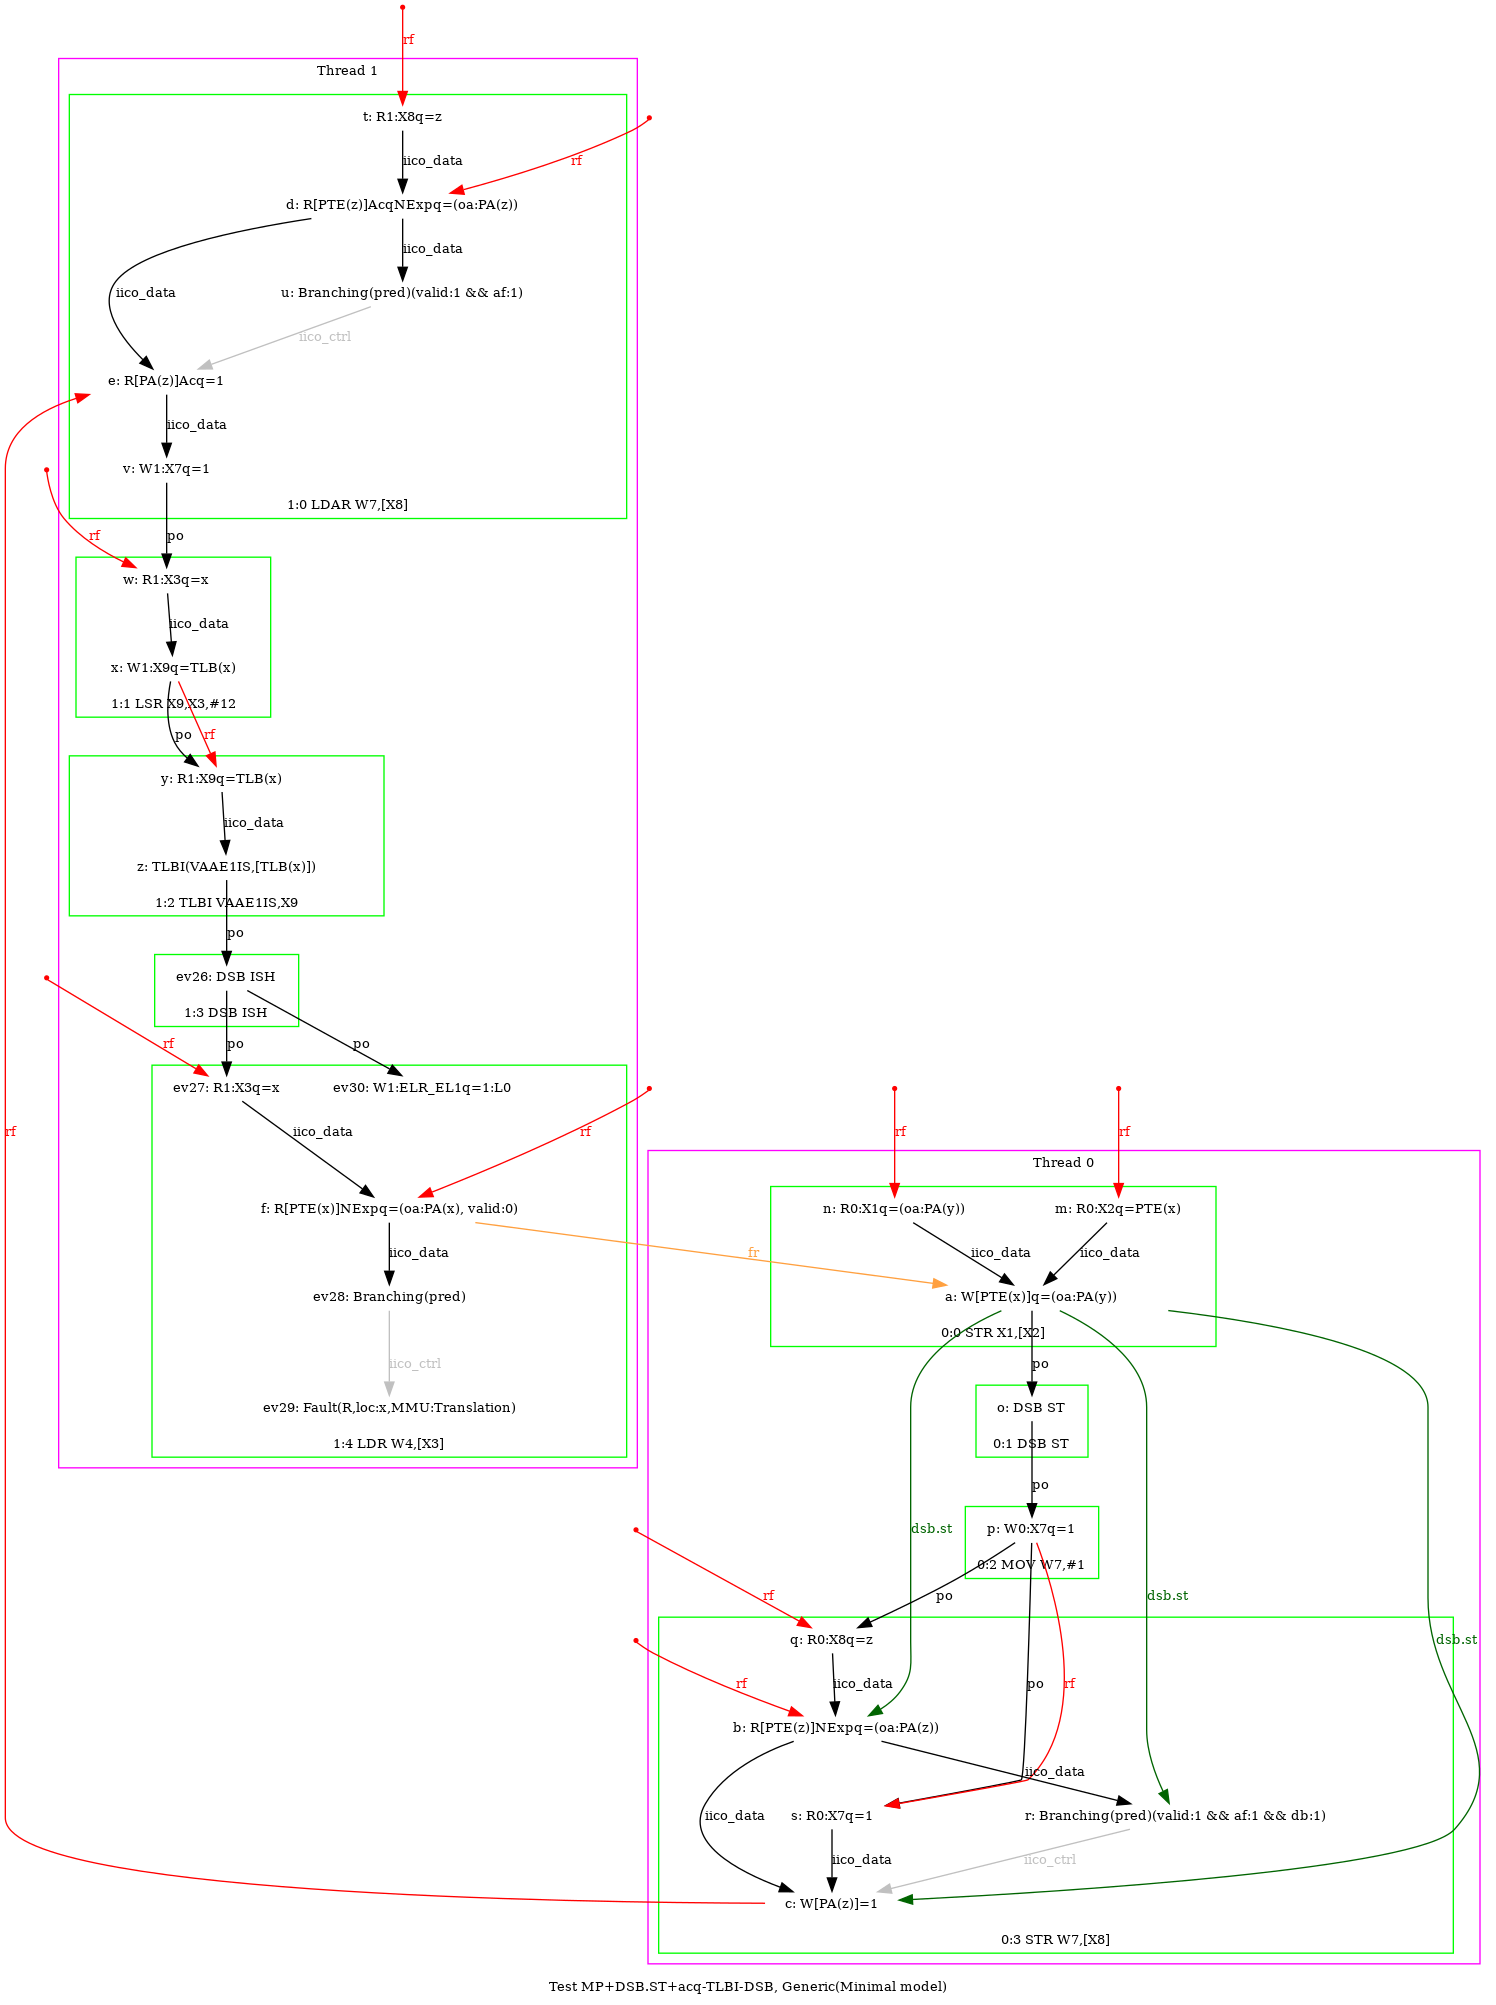 rf
Thread 1
t: R1:X8q=z
iico_data
rf
d: R[PTE(z)]AcqNExpq=(oa:PA(z))
iico_data
iico_data
u: Branching(pred)(valid:1 && af:1)
iico_ctrl
e: R[PA(z)]Acq=1
iico_data
v: W1:X7q=1
1:0 LDAR W7,[X8]
rf
po
w: R1:X3q=x
iico_data
x: W1:X9q=TLB(x)
1:1 LSR X9,X3,#12
po
rf
y: R1:X9q=TLB(x)
iico_data
z: TLBI(VAAE1IS,[TLB(x)])
1:2 TLBI VAAE1IS,X9
po
ev26: DSB ISH
1:3 DSB ISH
rf
po
po
ev27: R1:X3q=x
ev30: W1:ELR_EL1q=1:L0
rf
iico_data
rf
rf
rf
Thread 0
f: R[PTE(x)]NExpq=(oa:PA(x), valid:0)
n: R0:X1q=(oa:PA(y))
m: R0:X2q=PTE(x)
iico_data
fr
iico_data
iico_data
ev28: Branching(pred)
a: W[PTE(x)]q=(oa:PA(y))
0:0 STR X1,[X2]
iico_ctrl
po
ev29: Fault(R,loc:x,MMU:Translation)
o: DSB ST
1:4 LDR W4,[X3]
0:1 DSB ST
po
dsb.st
p: W0:X7q=1
0:2 MOV W7,#1
rf
po
dsb.st
q: R0:X8q=z
dsb.st
rf
iico_data
po
rf
b: R[PTE(z)]NExpq=(oa:PA(z))
iico_data
iico_data
s: R0:X7q=1
r: Branching(pred)(valid:1 && af:1 && db:1)
iico_data
iico_ctrl
c: W[PA(z)]=1
0:3 STR W7,[X8]
Test MP+DSB.ST+acq-TLBI-DSB, Generic(Minimal model)